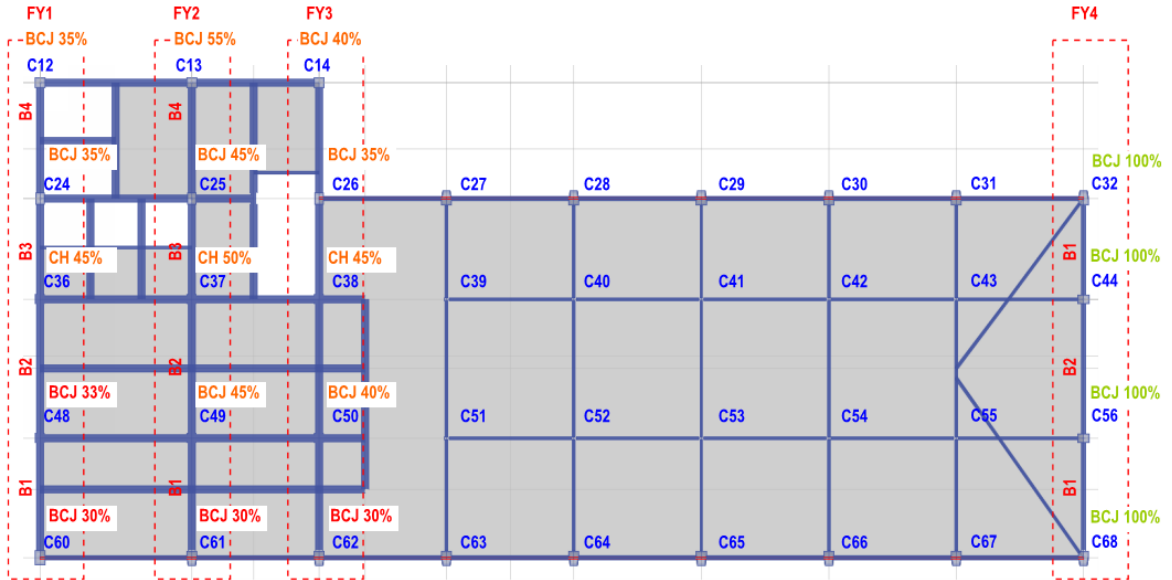 FY1 FY2 FY3 FY4
BCJ 35% BCJ 55% BCJ 40%
C12 C13 C14
B4 B4
BCJ 35% BCJ 45% BCJ 35% BCJ 100%
C24 C25 C26 C27 C28 C29 C30 C31 C32
B3 B3 B1
CH 45% CH 50% CH 45% BCJ 100%
C36 C37 C38 C39 C40 C41 C42 C43 C44
B2 B2 B2
BCJ 33% BCJ 45% BCJ 40% BCJ 100%
C48 C49 C50 C51 C52 C53 C54 C55 C56
B1 B1 B1
BCJ 30% BCJ 30% BCJ 30% BCJ 100%
C60 C61 C62 C63 C64 C65 C66 C67 C68